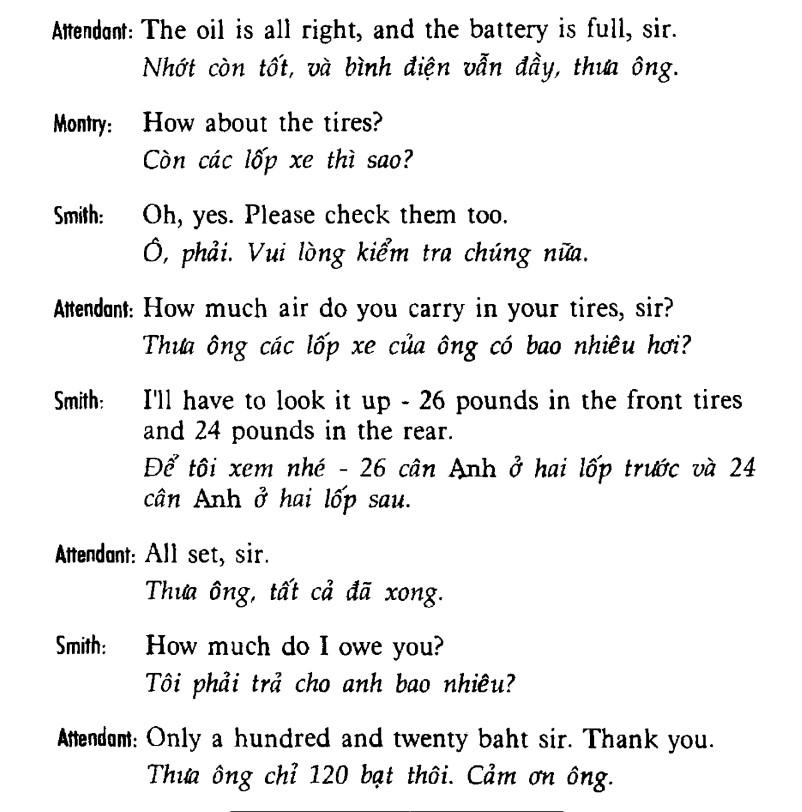 Attendant: The oil is all right, and the battery is full, sir.
Nhớt còn tốt, và bình điện vẫn đầy, thưa ông.
Montry: How about the tires?
Còn các lốp xe thì sao?
Smith: Oh, yes. Please check them too.
Ô, phải. Vui lòng kiểm tra chúng nữa.
Attendant: How much air do you carry in your tires, sir?
Thưa ông các lốp xe của ông có bao nhiêu hơi?
Smith: I'll have to look it up - 26 pounds in the front tires
and 24 pounds in the rear.
Để tôi xem nhé - 26 cân Anh ở hai lốp trước và 24
cân Anh ở hai lốp sau.
Attendant: All set, sir.
Thưa ông, tất cả đã xong.
Smith: How much do I owe you?
Tôi phải trả cho anh bao nhiêu?
Attendant: Only a hundred and twenty baht sir. Thank you.
Thưa ông chỉ 120 bạt thôi. Cảm ơn ông.